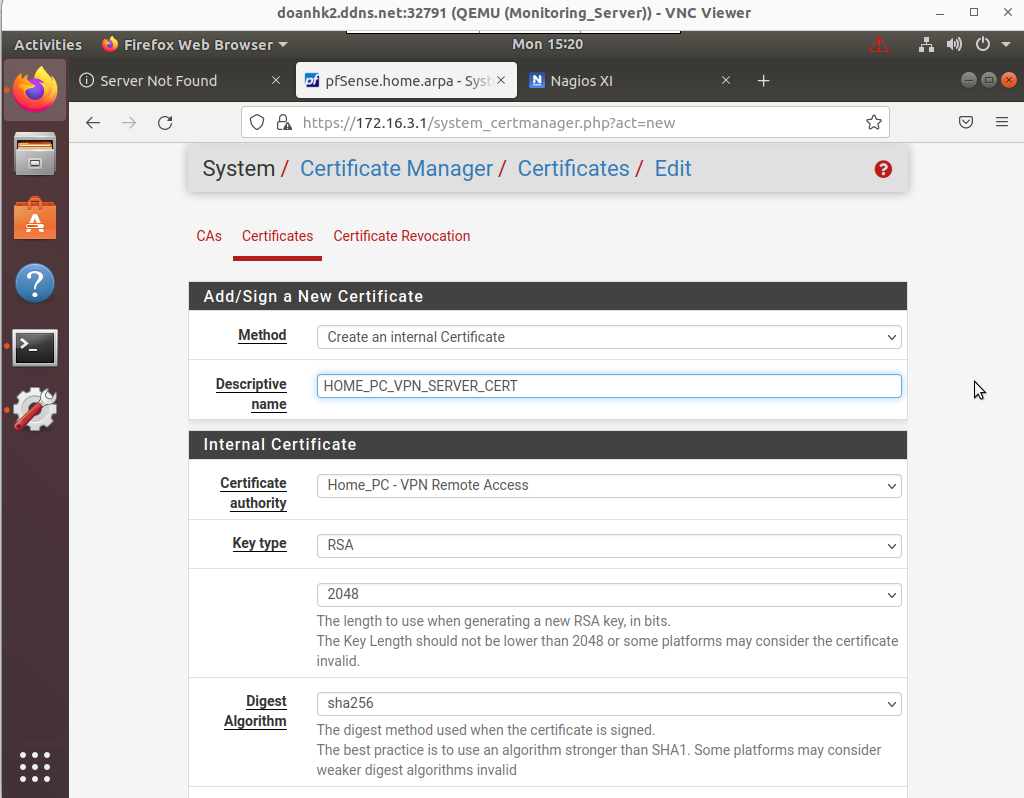 doanhk2.ddns.net:32791 (QEMU (Monitoring_Server)) - VNC Viewer
Activities Firefox Web Browser Mon 15:20
Server Not Found pf pfSense.home.arpa - Syst N Nagios XI
https://172.16.3.1/system_certmanager.php?act=new
System / Certificate Manager / Certificates / Edit
CAs Certificates Certificate Revocation
Add/Sign a New Certificate
Method Create an internal Certificate
Descriptive name HOME_PC_VPN_SERVER_CERT
Internal Certificate
Certificate authority Home_PC - VPN Remote Access
Key type RSA
2048
The length to use when generating a new RSA key, in bits.
The Key Length should not be lower than 2048 or some platforms may consider the certificate
invalid.
Digest Algorithm sha256
The digest method used when the certificate is signed.
The best practice is to use an algorithm stronger than SHA1. Some platforms may consider
weaker digest algorithms invalid